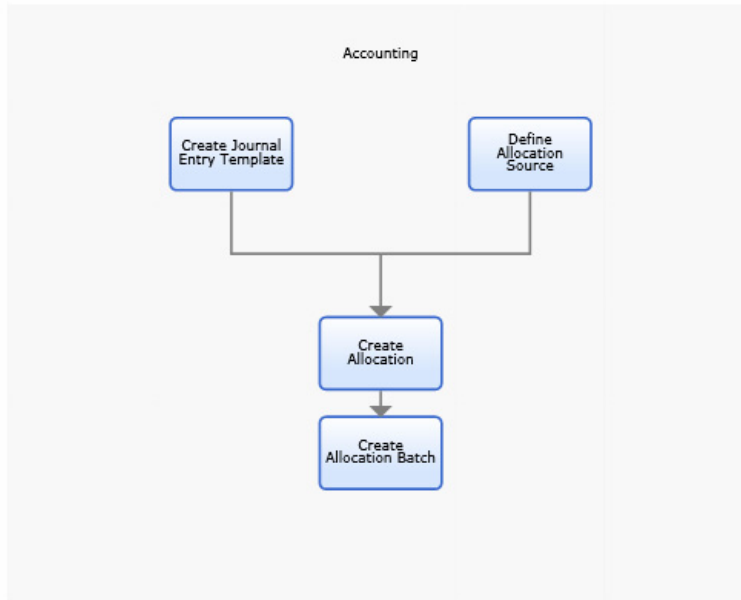 Accounting
Create Journal
Entry Template
Define
Allocation
Source
Create
Allocation
Create
Allocation Batch